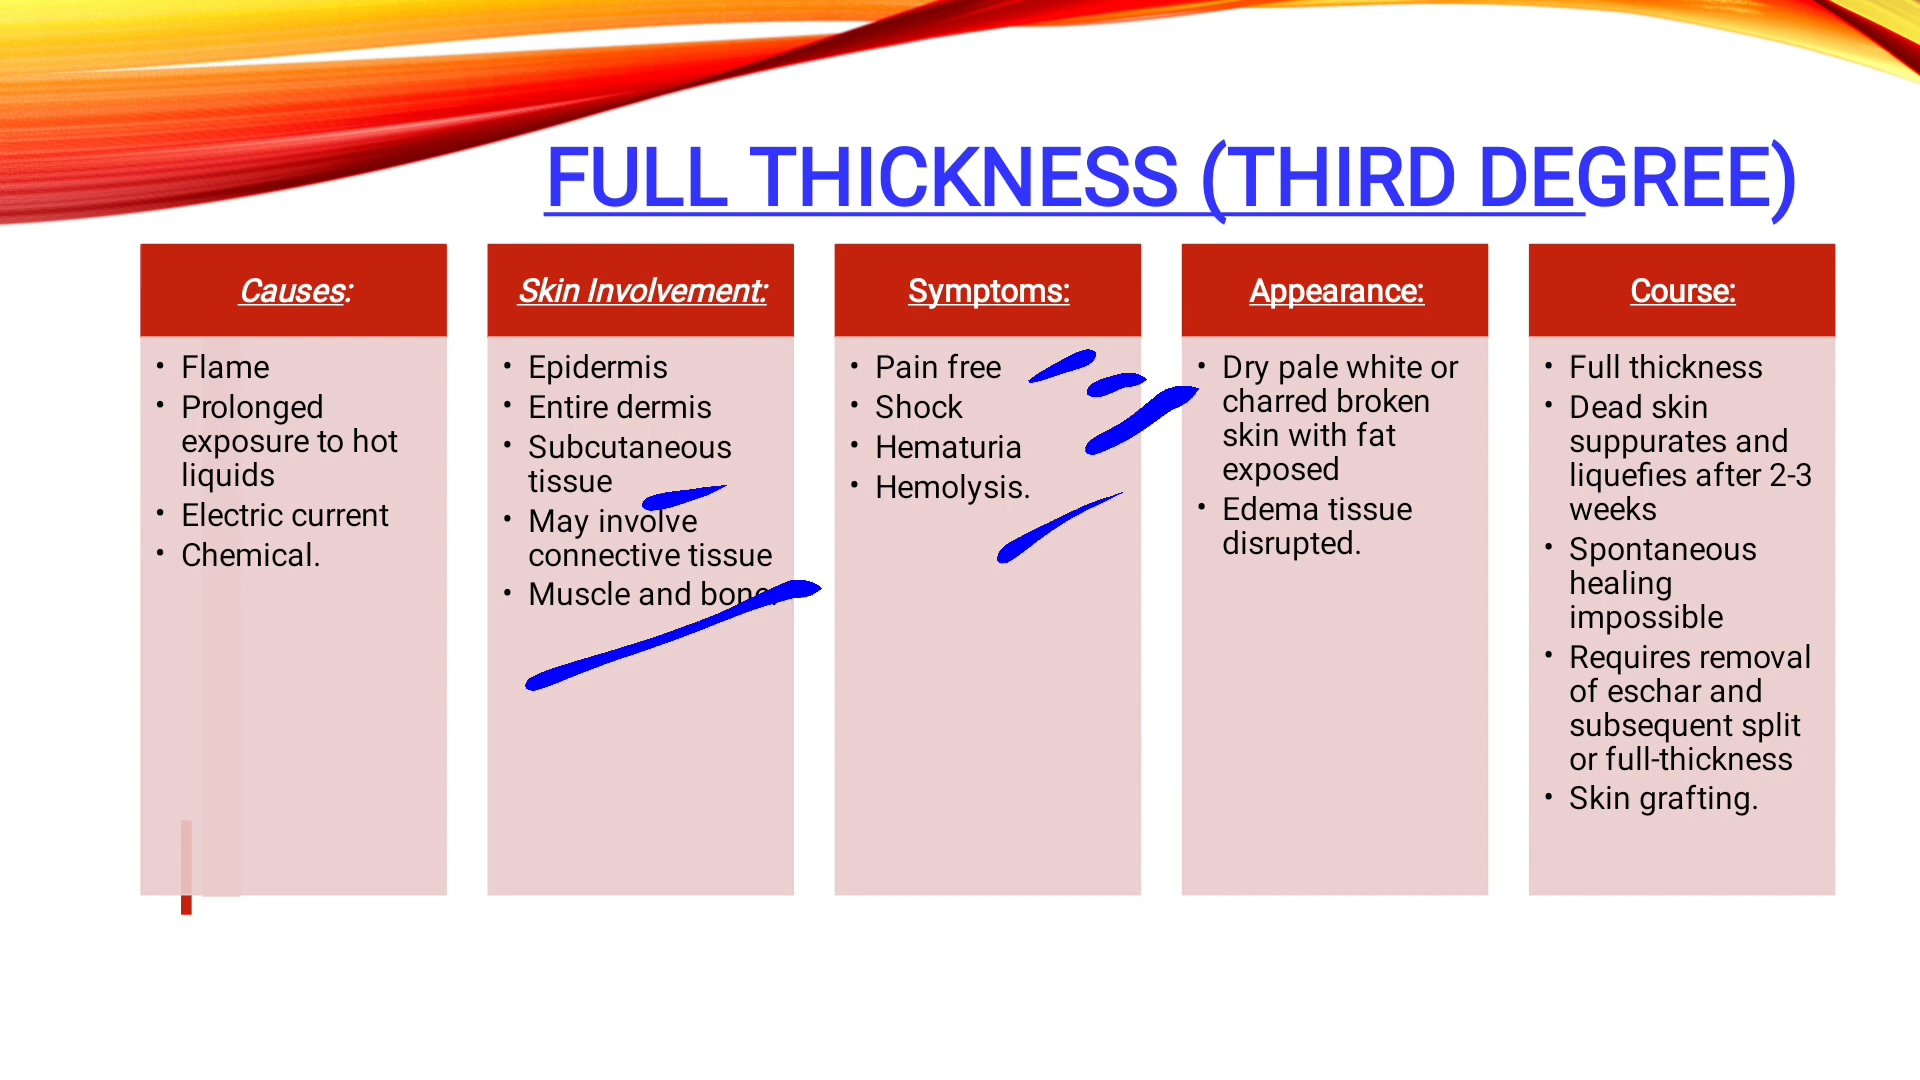 FULL THICKNESS (THIRD DEGREE)
Causes:
• Flame
• Prolonged
exposure to hot
liquids
• Electric current
• Chemical.
Skin Involvement:
• Epidermis
• Entire dermis
• Subcutaneous
tissue
• May involve
connective tissue
• Muscle and bone.
Symptoms:
• Pain free
• Shock
• Hematuria
• Hemolysis.
Appearance:
• Dry pale white or
charred broken
skin with fat
exposed
• Edema tissue
disrupted.
Course:
• Full thickness
• Dead skin
suppurates and
liquefies after 2-3
weeks
• Spontaneous
healing
impossible
• Requires removal
of eschar and
subsequent split
or full-thickness
• Skin grafting.